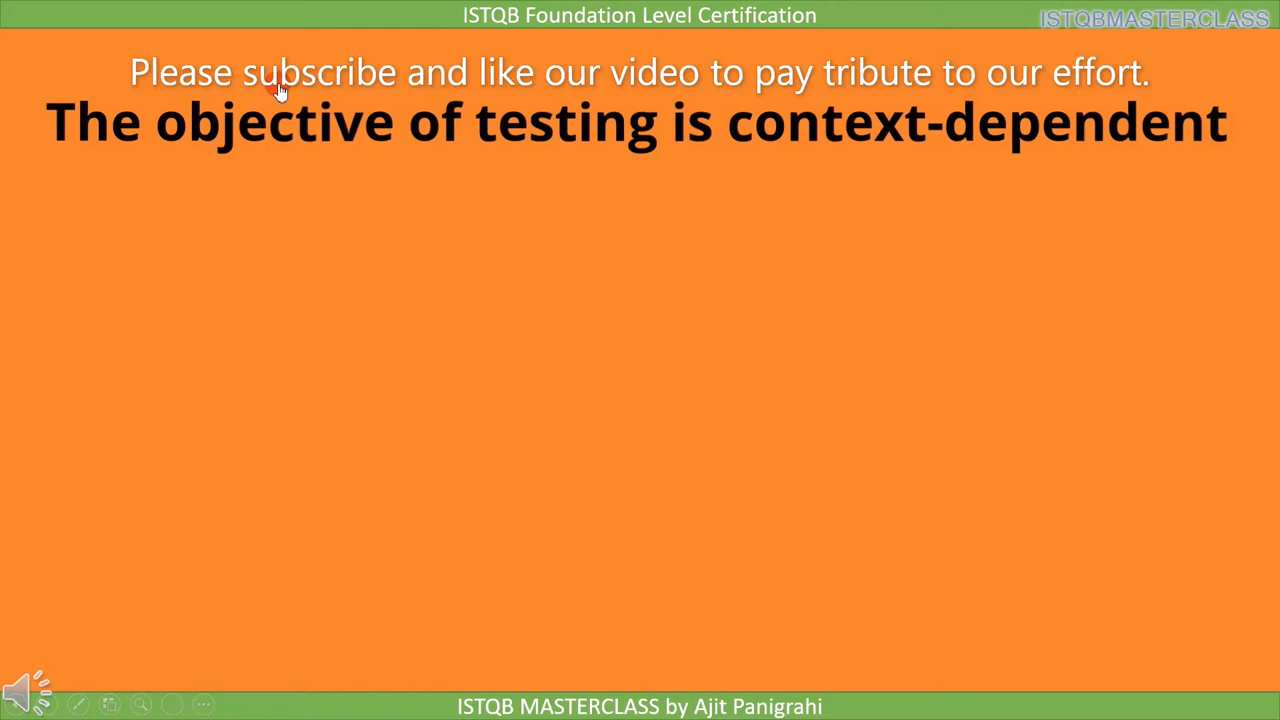 ISTQB Foundation Level Certification
ISTQBMASTERCLASS
Please subscribe and like our video to pay tribute to our effort.
The objective of testing is context-dependent
ISTQB MASTERCLASS by Ajit Panigrahi